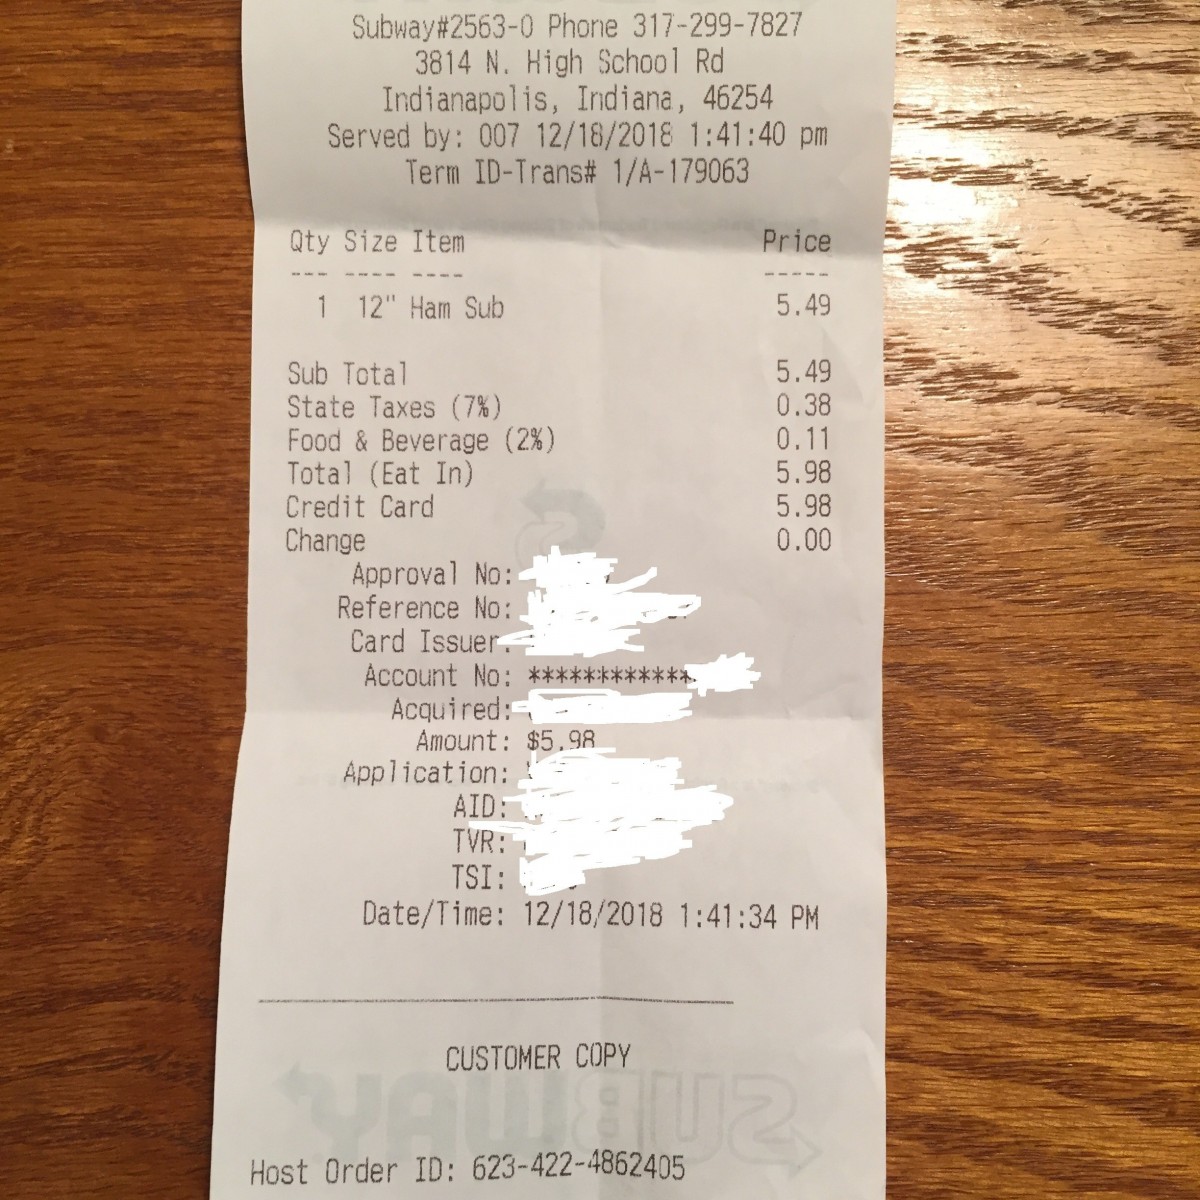 Subway#2563-0 Phone 317-299-7827
3814 N. High School Rd
Indianapolis, Indiana, 46254
Served by: 007 12/18/2018 1:41:40 pm
Term ID-Trans# 1/A-179063
Qty Size Item Price
--- ---- ---- -----
1 12" Ham Sub 5.49
Sub Total 5.49
State Taxes (7%) 0.38
Food & Beverage (2%) 0.11
Total (Eat In) 5.98
Credit Card 5.98
Change 0.00
Approval No:
Reference No:
Card Issuer:
Account No: ************
Acquired:
Amount: $5.98
Application:
AID:
TVR:
TSI:
Date/Time: 12/18/2018 1:41:34 PM
CUSTOMER COPY
SUBWAY
Host Order ID: 623-422-4862405